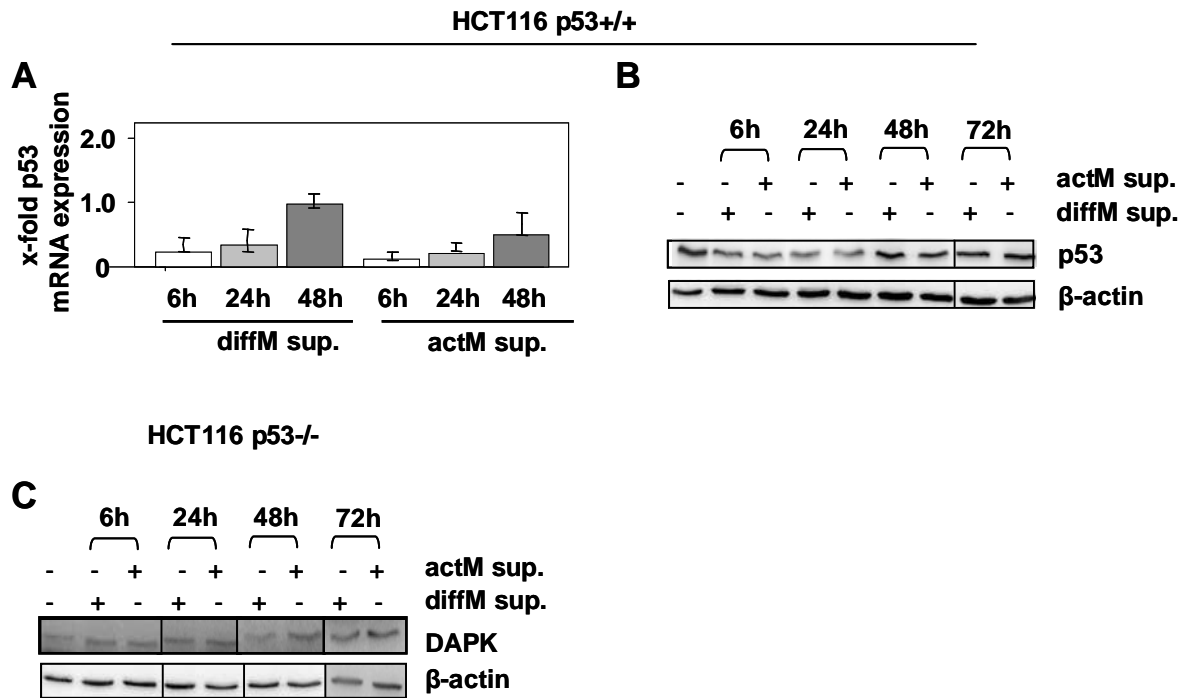 HCT116 p53+/+
A
x-fold p53
mRNA expression
2.0
1.0
0
6h 24h 48h 6h 24h 48h
diffM sup. actM sup.
B
6h 24h 48h 72h
- - + - + - + - + actM sup.
- + - + - + - + - diffM sup.
p53
β-actin
HCT116 p53-/-
C
6h 24h 48h 72h
- - + - + - + - + actM sup.
- + - + - + - + - diffM sup.
DAPK
β-actin